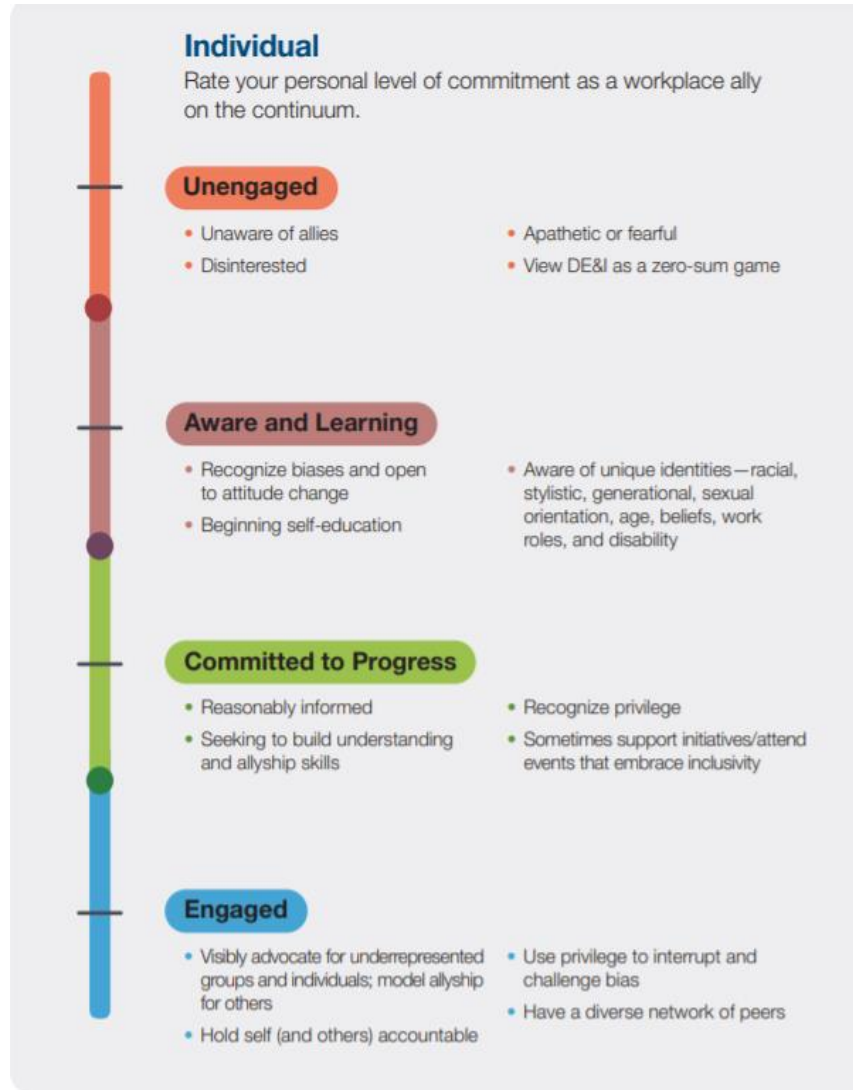 Individual
Rate your personal level of commitment as a workplace ally
on the continuum.
Unengaged
• Unaware of allies
• Disinterested
• Apathetic or fearful
• View DE&I as a zero-sum game
Aware and Learning
• Recognize biases and open
to attitude change
• Beginning self-education
• Aware of unique identities—racial,
stylistic, generational, sexual
orientation, age, beliefs, work
roles, and disability
Committed to Progress
• Reasonably informed
• Seeking to build understanding
and allyship skills
• Recognize privilege
• Sometimes support initiatives/attend
events that embrace inclusivity
Engaged
• Visibly advocate for underrepresented
groups and individuals; model allyship
for others
• Hold self (and others) accountable
• Use privilege to interrupt and
challenge bias
• Have a diverse network of peers